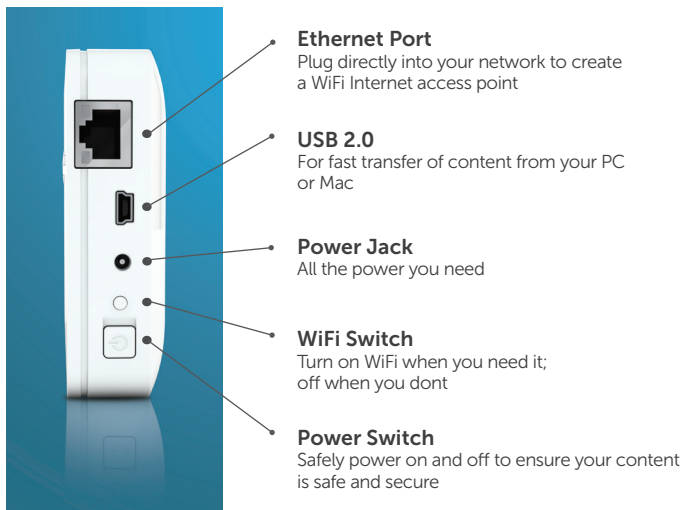 Ethernet Port
Plug directly into your network to create
a WiFi Internet access point
USB 2.0
For fast transfer of content from your PC
or Mac
Power Jack
All the power you need
WiFi Switch
Turn on WiFi when you need it;
off when you dont
Power Switch
Safely power on and off to ensure your content
is safe and secure